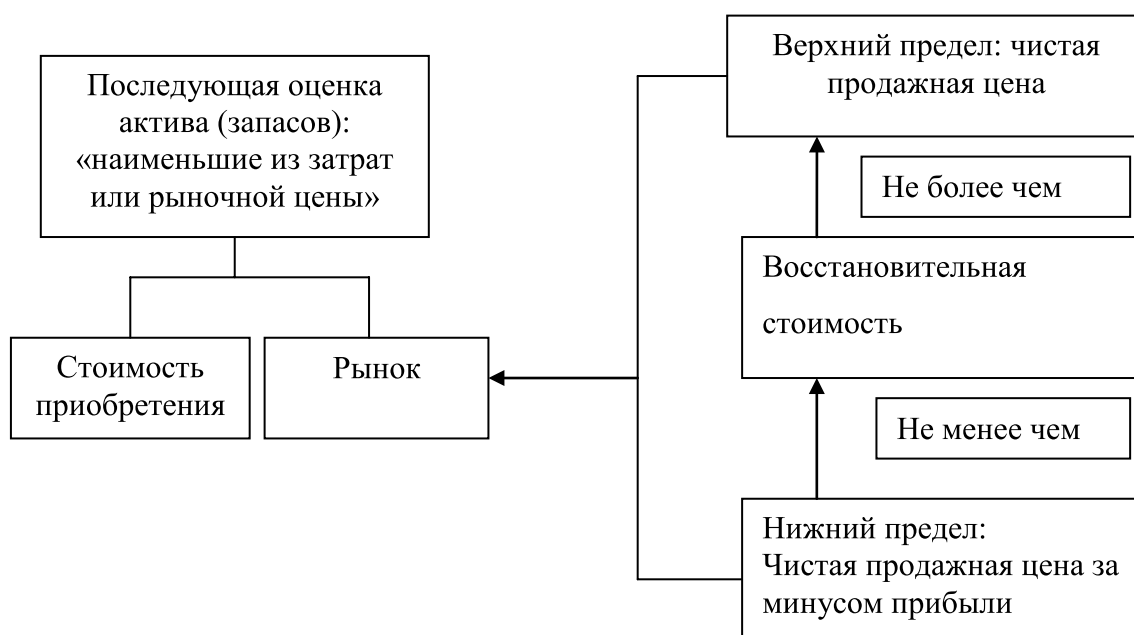 Последующая оценка
актива (запасов):
«наименьшие из затрат
или рыночной цены»
Стоимость
приобретения
Рынок
Верхний предел: чистая
продажная цена
Не более чем
Восстановительная
стоимость
Не менее чем
Нижний предел:
Чистая продажная цена за
минусом прибыли